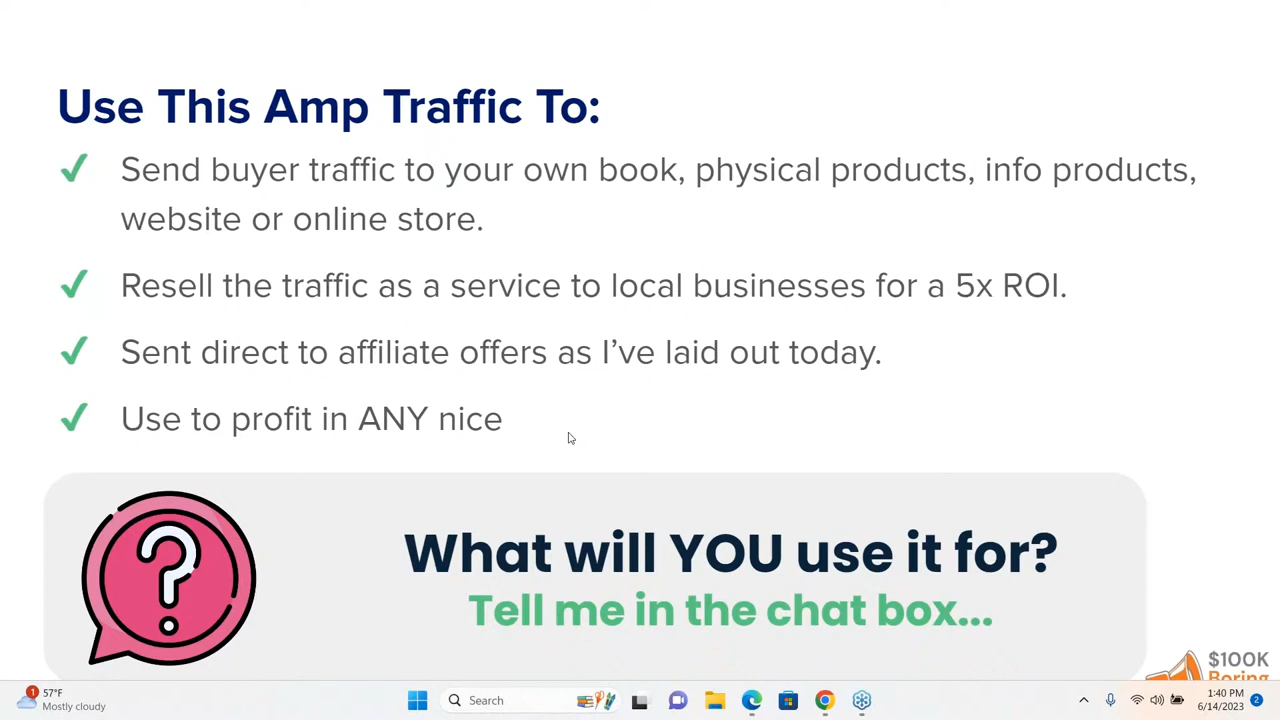 Use This Amp Traffic To:
✓ Send buyer traffic to your own book, physical products, info products,
website or online store.
✓ Resell the traffic as a service to local businesses for a 5x ROI.
✓ Sent direct to affiliate offers as I’ve laid out today.
✓ Use to profit in ANY nice
?
What will YOU use it for?
Tell me in the chat box...
$100K
Boring
1
57°F
Mostly cloudy
Search
1:40 PM
6/14/2023
2